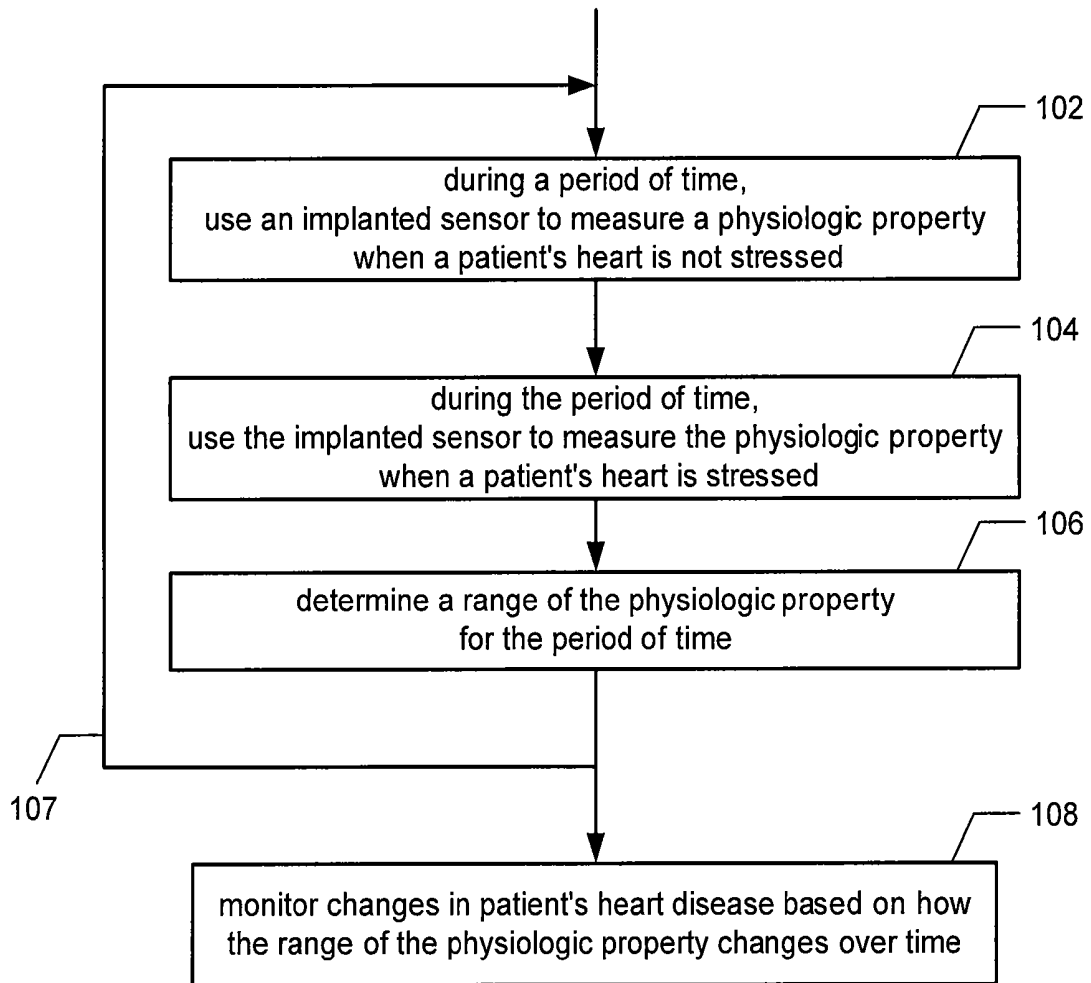 102
during a period of time,
use an implanted sensor to measure a physiologic property
when a patient's heart is not stressed
104
during the period of time,
use the implanted sensor to measure the physiologic property
when a patient's heart is stressed
106
determine a range of the physiologic property
for the period of time
107
108
monitor changes in patient's heart disease based on how
the range of the physiologic property changes over time